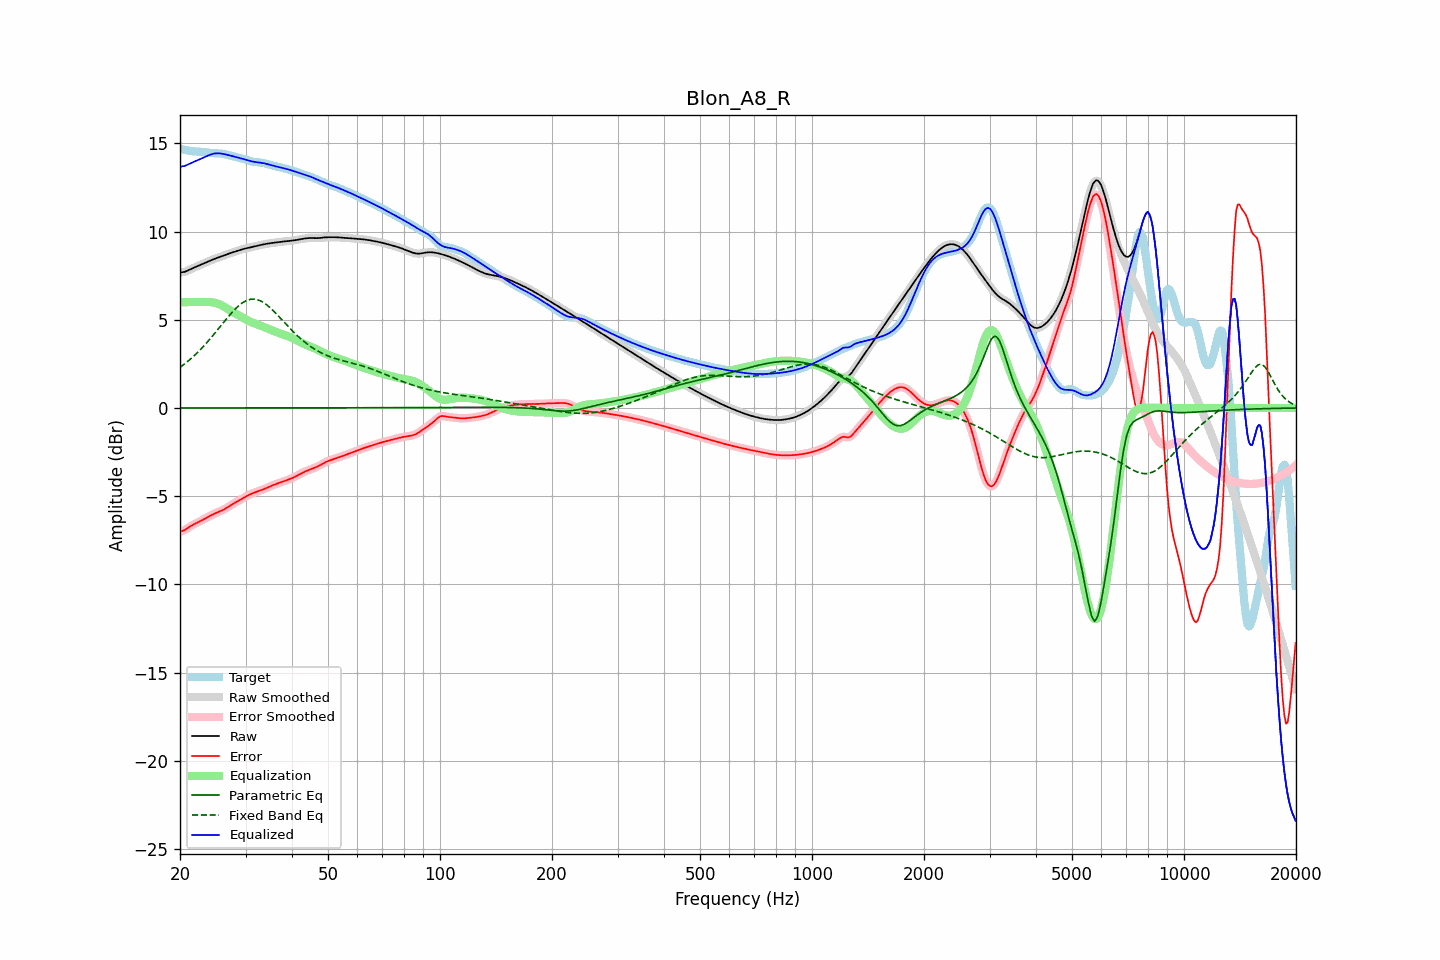 Blon_A8_R
15
10
5
0
−5
−10
−15
−20
−25
Amplitude (dBr)
Target
Raw Smoothed
Error Smoothed
Raw
Error
Equalization
Parametric Eq
Fixed Band Eq
Equalized
20 50 100 200 500 1000 2000 5000 10000 20000
Frequency (Hz)